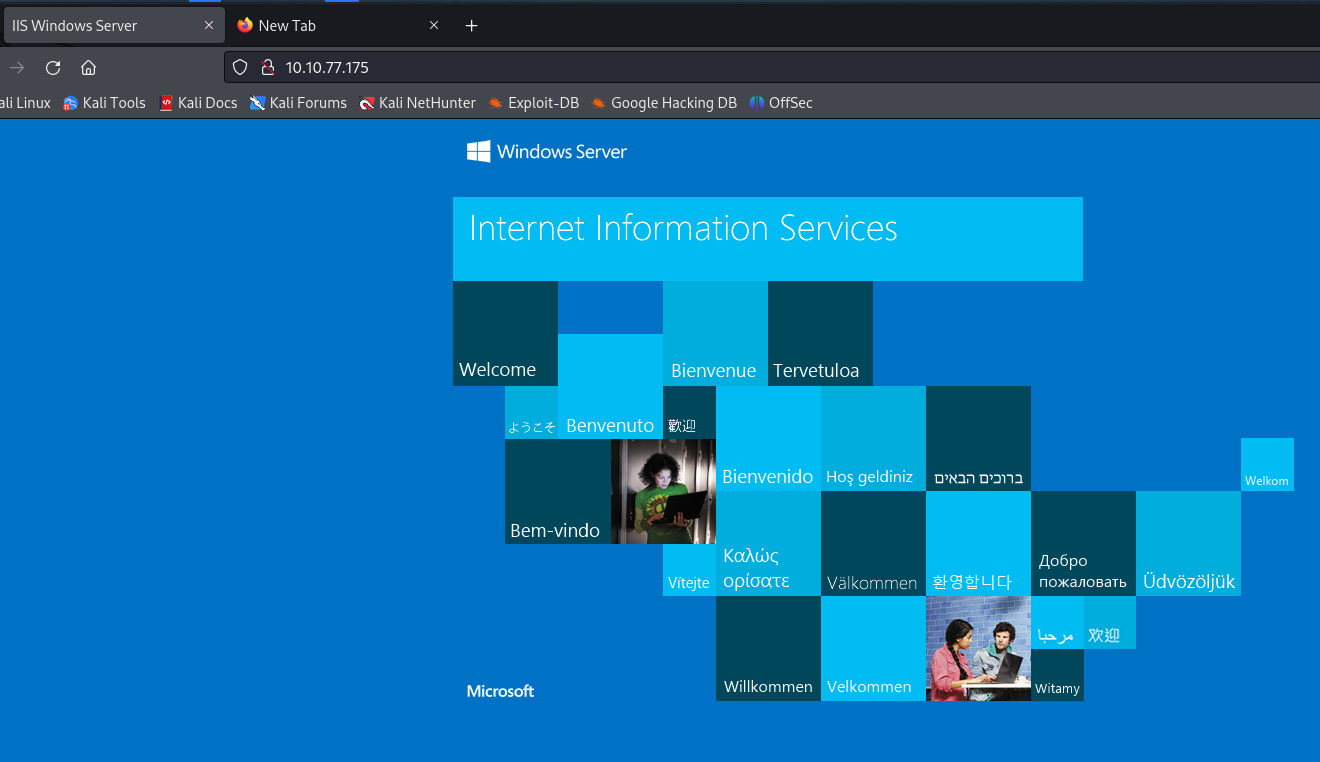 IIS Windows Server
New Tab
10.10.77.175
ali Linux
Kali Tools
Kali Docs
Kali Forums
Kali NetHunter
Exploit-DB
Google Hacking DB
OffSec
Windows Server
Internet Information Services
Welcome
Bienvenue
Tervetuloa
ようこそ
Benvenuto
歡迎
Bienvenido
Hoş geldiniz
ברוכים הבאים
Welkom
Bem-vindo
Vítejte
Καλώς
ορίσατε
Välkommen
환영합니다
Добро
пожаловать
Üdvözöljük
Willkommen
Velkommen
مرحبا
欢迎
Witamy
Microsoft